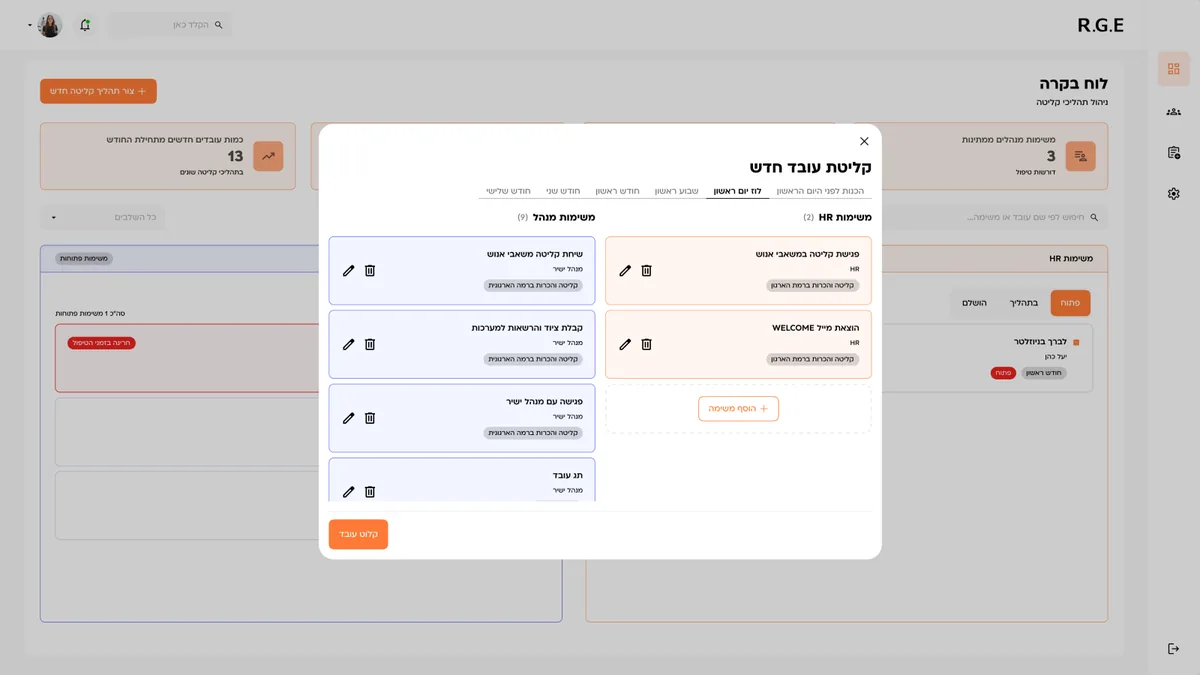 R.G.E
הקלד כאן
לוח בקרה
ניהול תהליכי קליטה
צור תהליך קליטה חדש
משימות מנהלים ממתינות
3
דורשות טיפול
כמות עובדים חדשים מתחילת החודש
13
בתהליכי קליטה שונים
חיפוש לפי שם עובד או משימה...
כל השלבים
משימות HR
פתוח
בתהליך
הושלם
לברך בניוזלטר
יעל כהן
חודש ראשון
פתוח
משימות פתוחות
סה"כ 1 משימות פתוחות
חריגה בזמני הטיפול
קליטת עובד חדש
הכנות לפני היום הראשון
לוז יום ראשון
שבוע ראשון
חודש ראשון
חודש שני
חודש שלישי
משימות HR (2)
פגישת קליטה במשאבי אנוש
HR
קליטה והכרות ברמת הארגון
הוצאת מייל WELCOME
HR
קליטה והכרות ברמת הארגון
הוסף משימה
משימות מנהל (9)
שיחת קליטה משאבי אנוש
מנהל ישיר
קליטה והכרות ברמה הארגונית
קבלת ציוד והרשאות למערכות
מנהל ישיר
קליטה והכרות ברמה הארגונית
פגישה עם מנהל ישיר
מנהל ישיר
קליטה והכרות ברמה הארגונית
תג עובד
מנהל ישיר
קלוט עובד